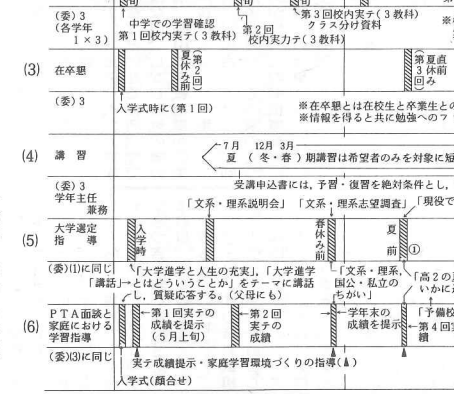 (委)3
(各学年
1×3)
中学での学習確認
第1回校内実テ(3教科)
第2回
校内実力テ(3教科)
第3回校内実テ(3教科)
クラス分け資料
(3)
在卒懇
夏休み前
(第2回)
夏休み
直前
(第3回)
(委)3
入学式時に(第1回)
※在卒懇とは在校生と卒業生との
※情報を得ると共に勉強への
(4)
講習
7月 12月 3月
夏 (冬・春)期講習は希望者のみを対象に短
(委)3
学年主任
兼務
受講申込書には,予習・復習を絶対条件とし,
「文系・理系説明会」
「文系・理系志望調査」
「現役で
(5)
大学選定
指導
入学時
春休み前
夏前
①
(委)(1)に同じ
「大学進学と人生の充実」,「大学進学
「講話」→とはどういうことか」をテーマに講話
し,質疑応答する。(父母にも)
「文系・理系,
国公・私立の
ちがい」
「高2の
いかに
(6)
PTA面談と
家庭における
学習指導
第1回実テの
成績を提示
(5月上旬)
第2回
実テの
成績
学年末の
成績を提示
「予備校
第4回
績
(委)(3)に同じ
実テ成績提示・家庭学習環境づくりの指導(▲)
入学式(顔合せ)